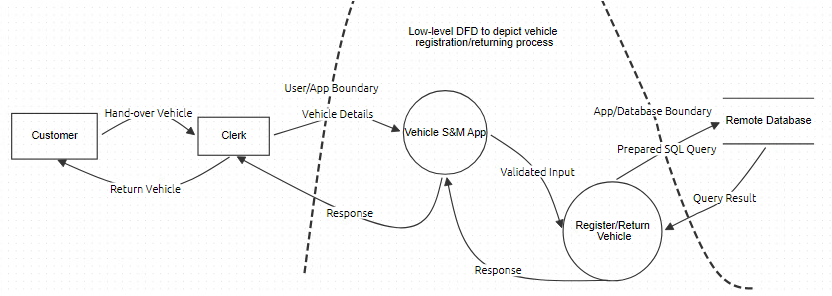 Low-level DFD to depict vehicle
registration/returning process
User/App Boundary
Hand-over Vehicle
Vehicle Details
App/Database Boundary
Customer
Clerk
Vehicle S&M App
Remote Database
Prepared SQL Query
Validated Input
Return Vehicle
Query Result
Response
Register/Return
Vehicle
Response